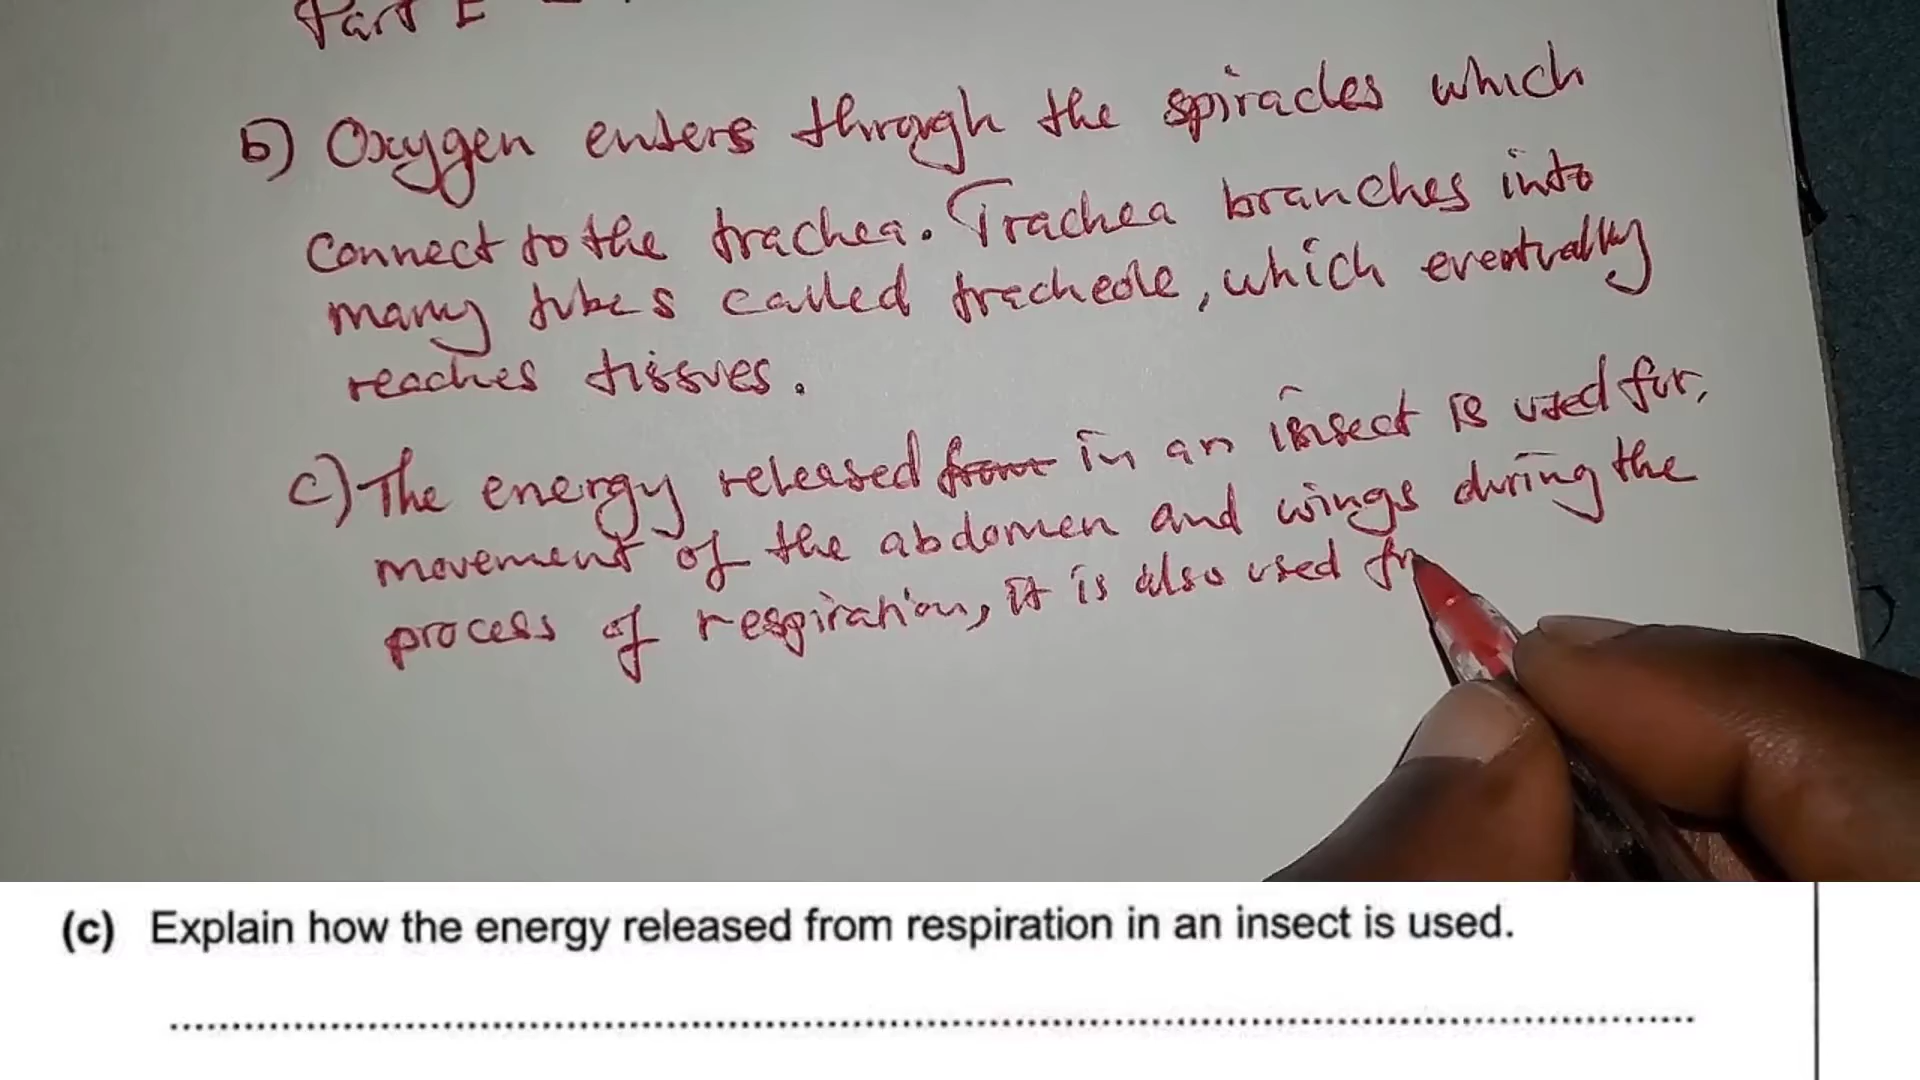 Part I
b) Oxygen enters through the spiracles which
connect to the trachea. Trachea branches into
many tubes called tracheole, which eventually
reaches tissues.
c) The energy released from in an insect is used for,
movement of the abdomen and wings during the
process of respiration, it is also used fr
(c) Explain how the energy released from respiration in an insect is used.